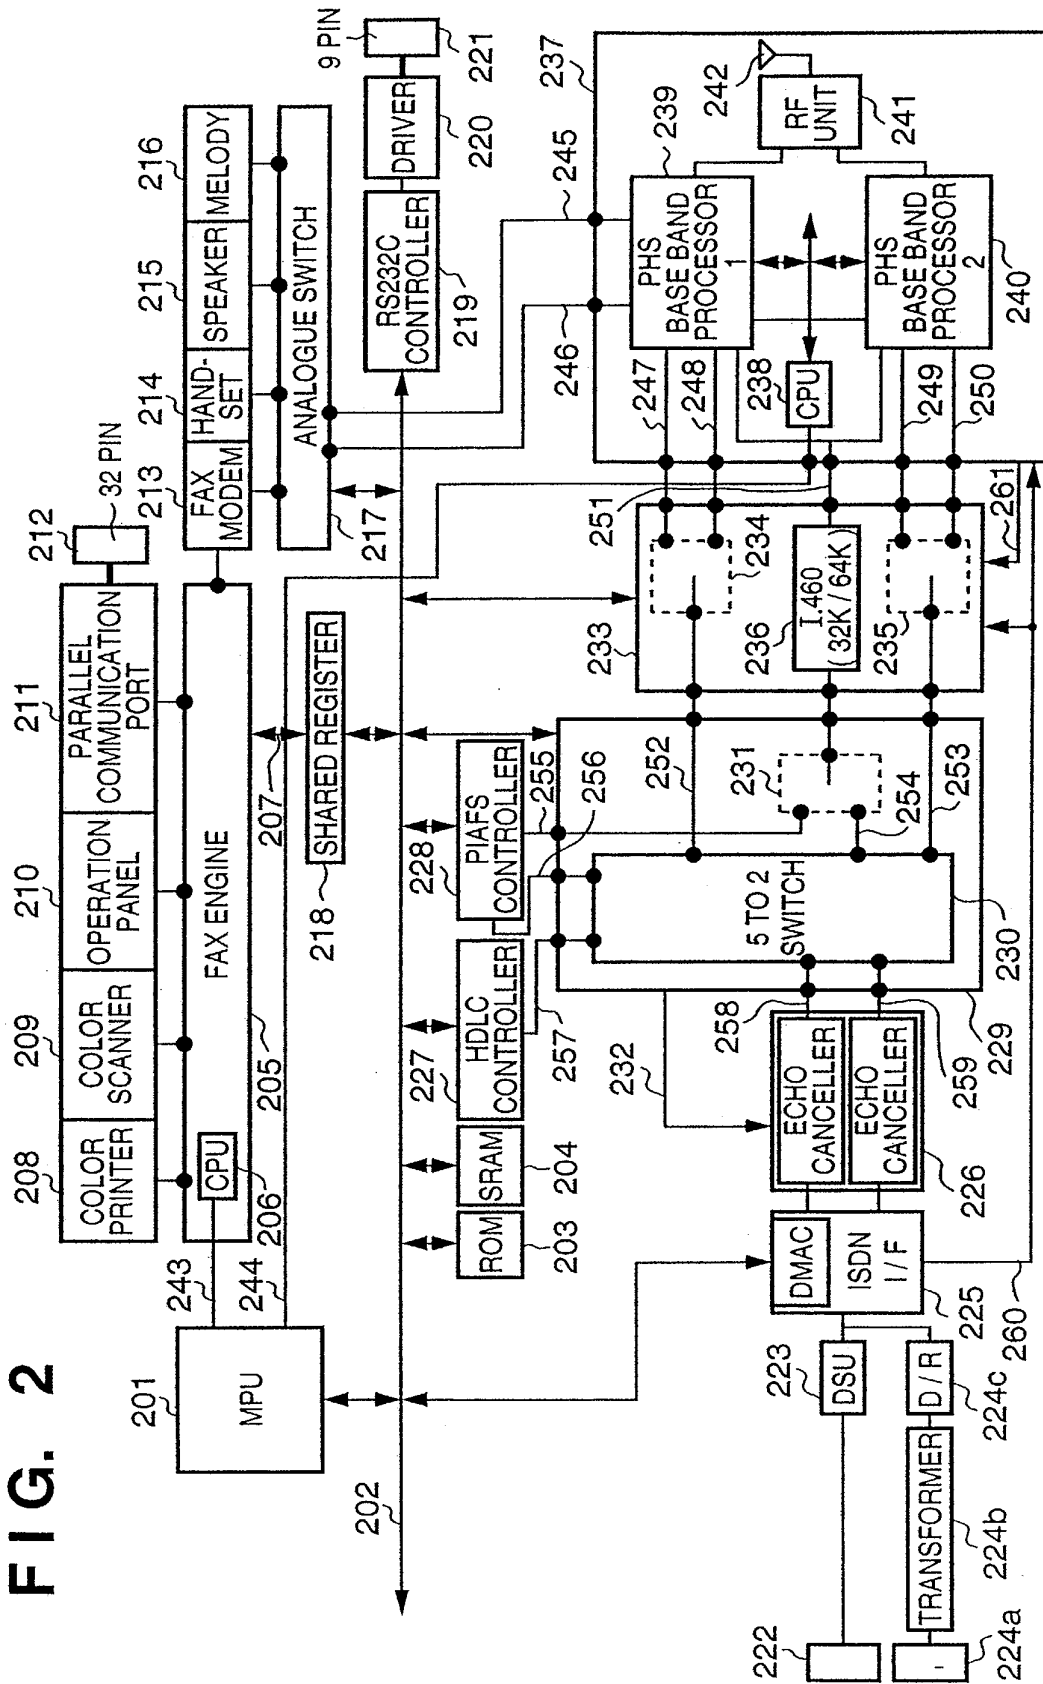 FIG. 2
208
209
210
211
212
32 PIN
COLOR
PRINTER
COLOR
SCANNER
OPERATION
PANEL
PARALLEL
COMMUNICATION
PORT
213
214
215
216
FAX
MODEM
HAND-
SET
SPEAKER
MELODY
201
MPU
243
244
CPU
206
205
FAX ENGINE
207
ANALOGUE SWITCH
217
218
SHARED REGISTER
202
RS232C
CONTROLLER
219
DRIVER
220
9 PIN
221
ROM
203
SRAM
204
227
HDLC
CONTROLLER
257
228
PIAFS
CONTROLLER
255
256
246
245
237
232
252
231
254
253
5 TO 2
SWITCH
230
229
233
234
236
I.460
(32K / 64K)
235
251
261
247
248
249
250
238
CPU
PHS
BASE BAND
PROCESSOR
1
239
PHS
BASE BAND
PROCESSOR
2
240
RF
UNIT
241
242
258
259
ECHO
CANCELLER
ECHO
CANCELLER
226
DMAC
ISDN
I/F
225
260
223
DSU
D/R
224c
TRANSFORMER
224b
222
224a